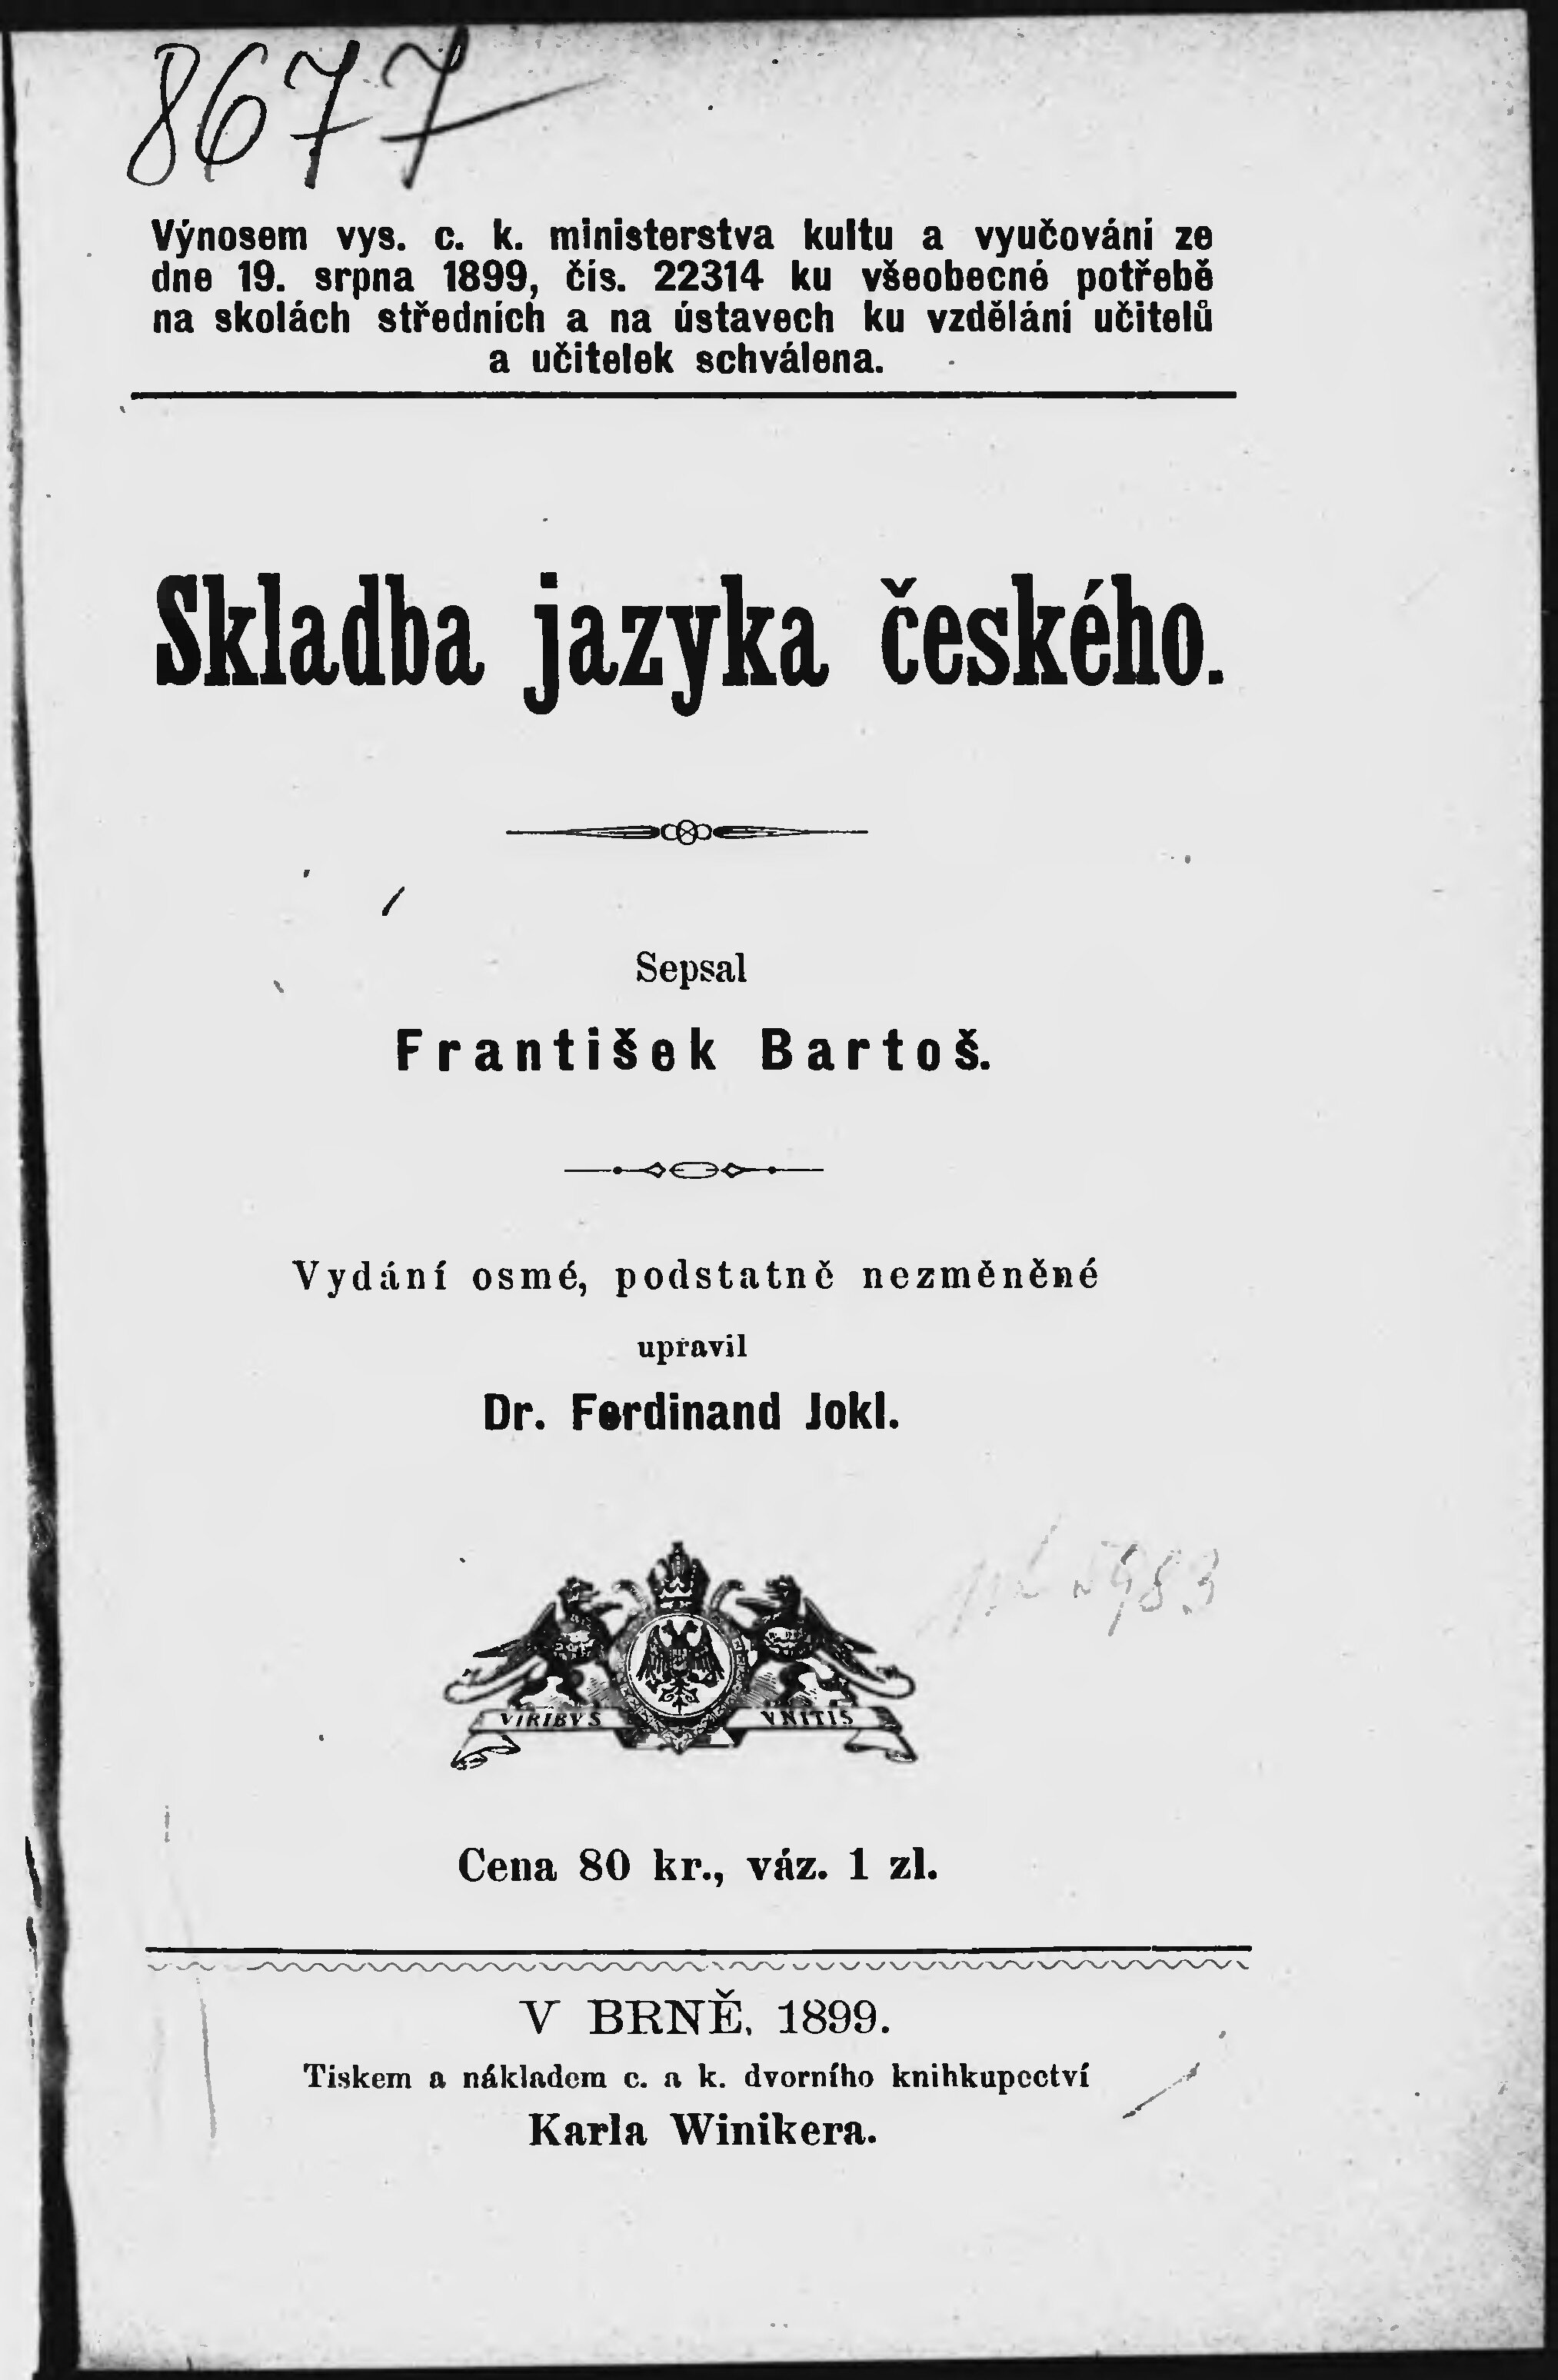 8677
Výnosem vys. c. k. ministerstva kultu a vyučování ze
dne 19. srpna 1899, čís. 22314 ku všeobecné potřebě
na skolách středních a na ústavech ku vzdělání učitelů
a učitelek schválena.
Skladba jazyka českého.
Sepsal
František Bartoš.
Vydání osmé, podstatně nezměněné
upravil
Dr. Ferdinand Jokl.
VIRIBVS VNITIS
Cena 80 kr., váz. 1 zl.
V BRNĚ, 1899.
Tiskem a nákladem c. a k. dvorního knihkupectví
Karla Winikera.